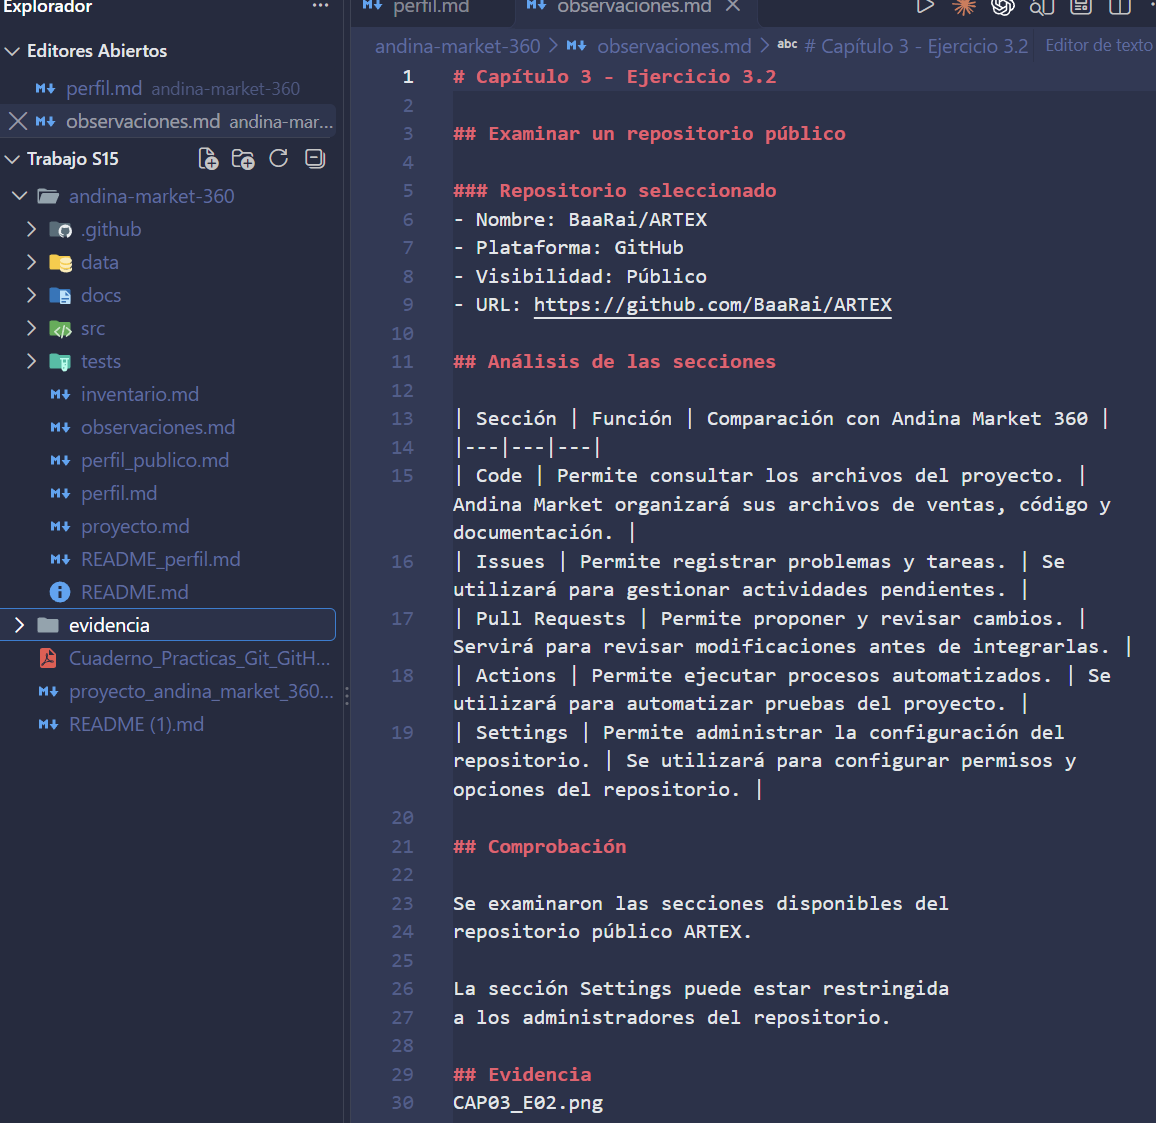 Explorador
...
Editores Abiertos
perfil.md andina-market-360
observaciones.md andina-mar...
Trabajo S15
andina-market-360
.github
data
docs
src
tests
inventario.md
observaciones.md
perfil_publico.md
perfil.md
proyecto.md
README_perfil.md
README.md
evidencia
Cuaderno_Practicas_Git_GitH...
proyecto_andina_market_360...
README (1).md
perfil.md
observaciones.md
andina-market-360 > observaciones.md > abc # Capítulo 3 - Ejercicio 3.2 Editor de texto
1 # Capítulo 3 - Ejercicio 3.2
2
3 ## Examinar un repositorio público
4
5 ### Repositorio seleccionado
6 - Nombre: BaaRai/ARTEX
7 - Plataforma: GitHub
8 - Visibilidad: Público
9 - URL: https://github.com/BaaRai/ARTEX
10
11 ## Análisis de las secciones
12
13 | Sección | Función | Comparación con Andina Market 360 |
14 |---|---|---|
15 | Code | Permite consultar los archivos del proyecto. |
Andina Market organizará sus archivos de ventas, código y
documentación. |
16 | Issues | Permite registrar problemas y tareas. | Se
utilizará para gestionar actividades pendientes. |
17 | Pull Requests | Permite proponer y revisar cambios. |
Servirá para revisar modificaciones antes de integrarlas. |
18 | Actions | Permite ejecutar procesos automatizados. | Se
utilizará para automatizar pruebas del proyecto. |
19 | Settings | Permite administrar la configuración del
repositorio. | Se utilizará para configurar permisos y
opciones del repositorio. |
20
21 ## Comprobación
22
23 Se examinaron las secciones disponibles del
24 repositorio público ARTEX.
25
26 La sección Settings puede estar restringida
27 a los administradores del repositorio.
28
29 ## Evidencia
30 CAP03_E02.png